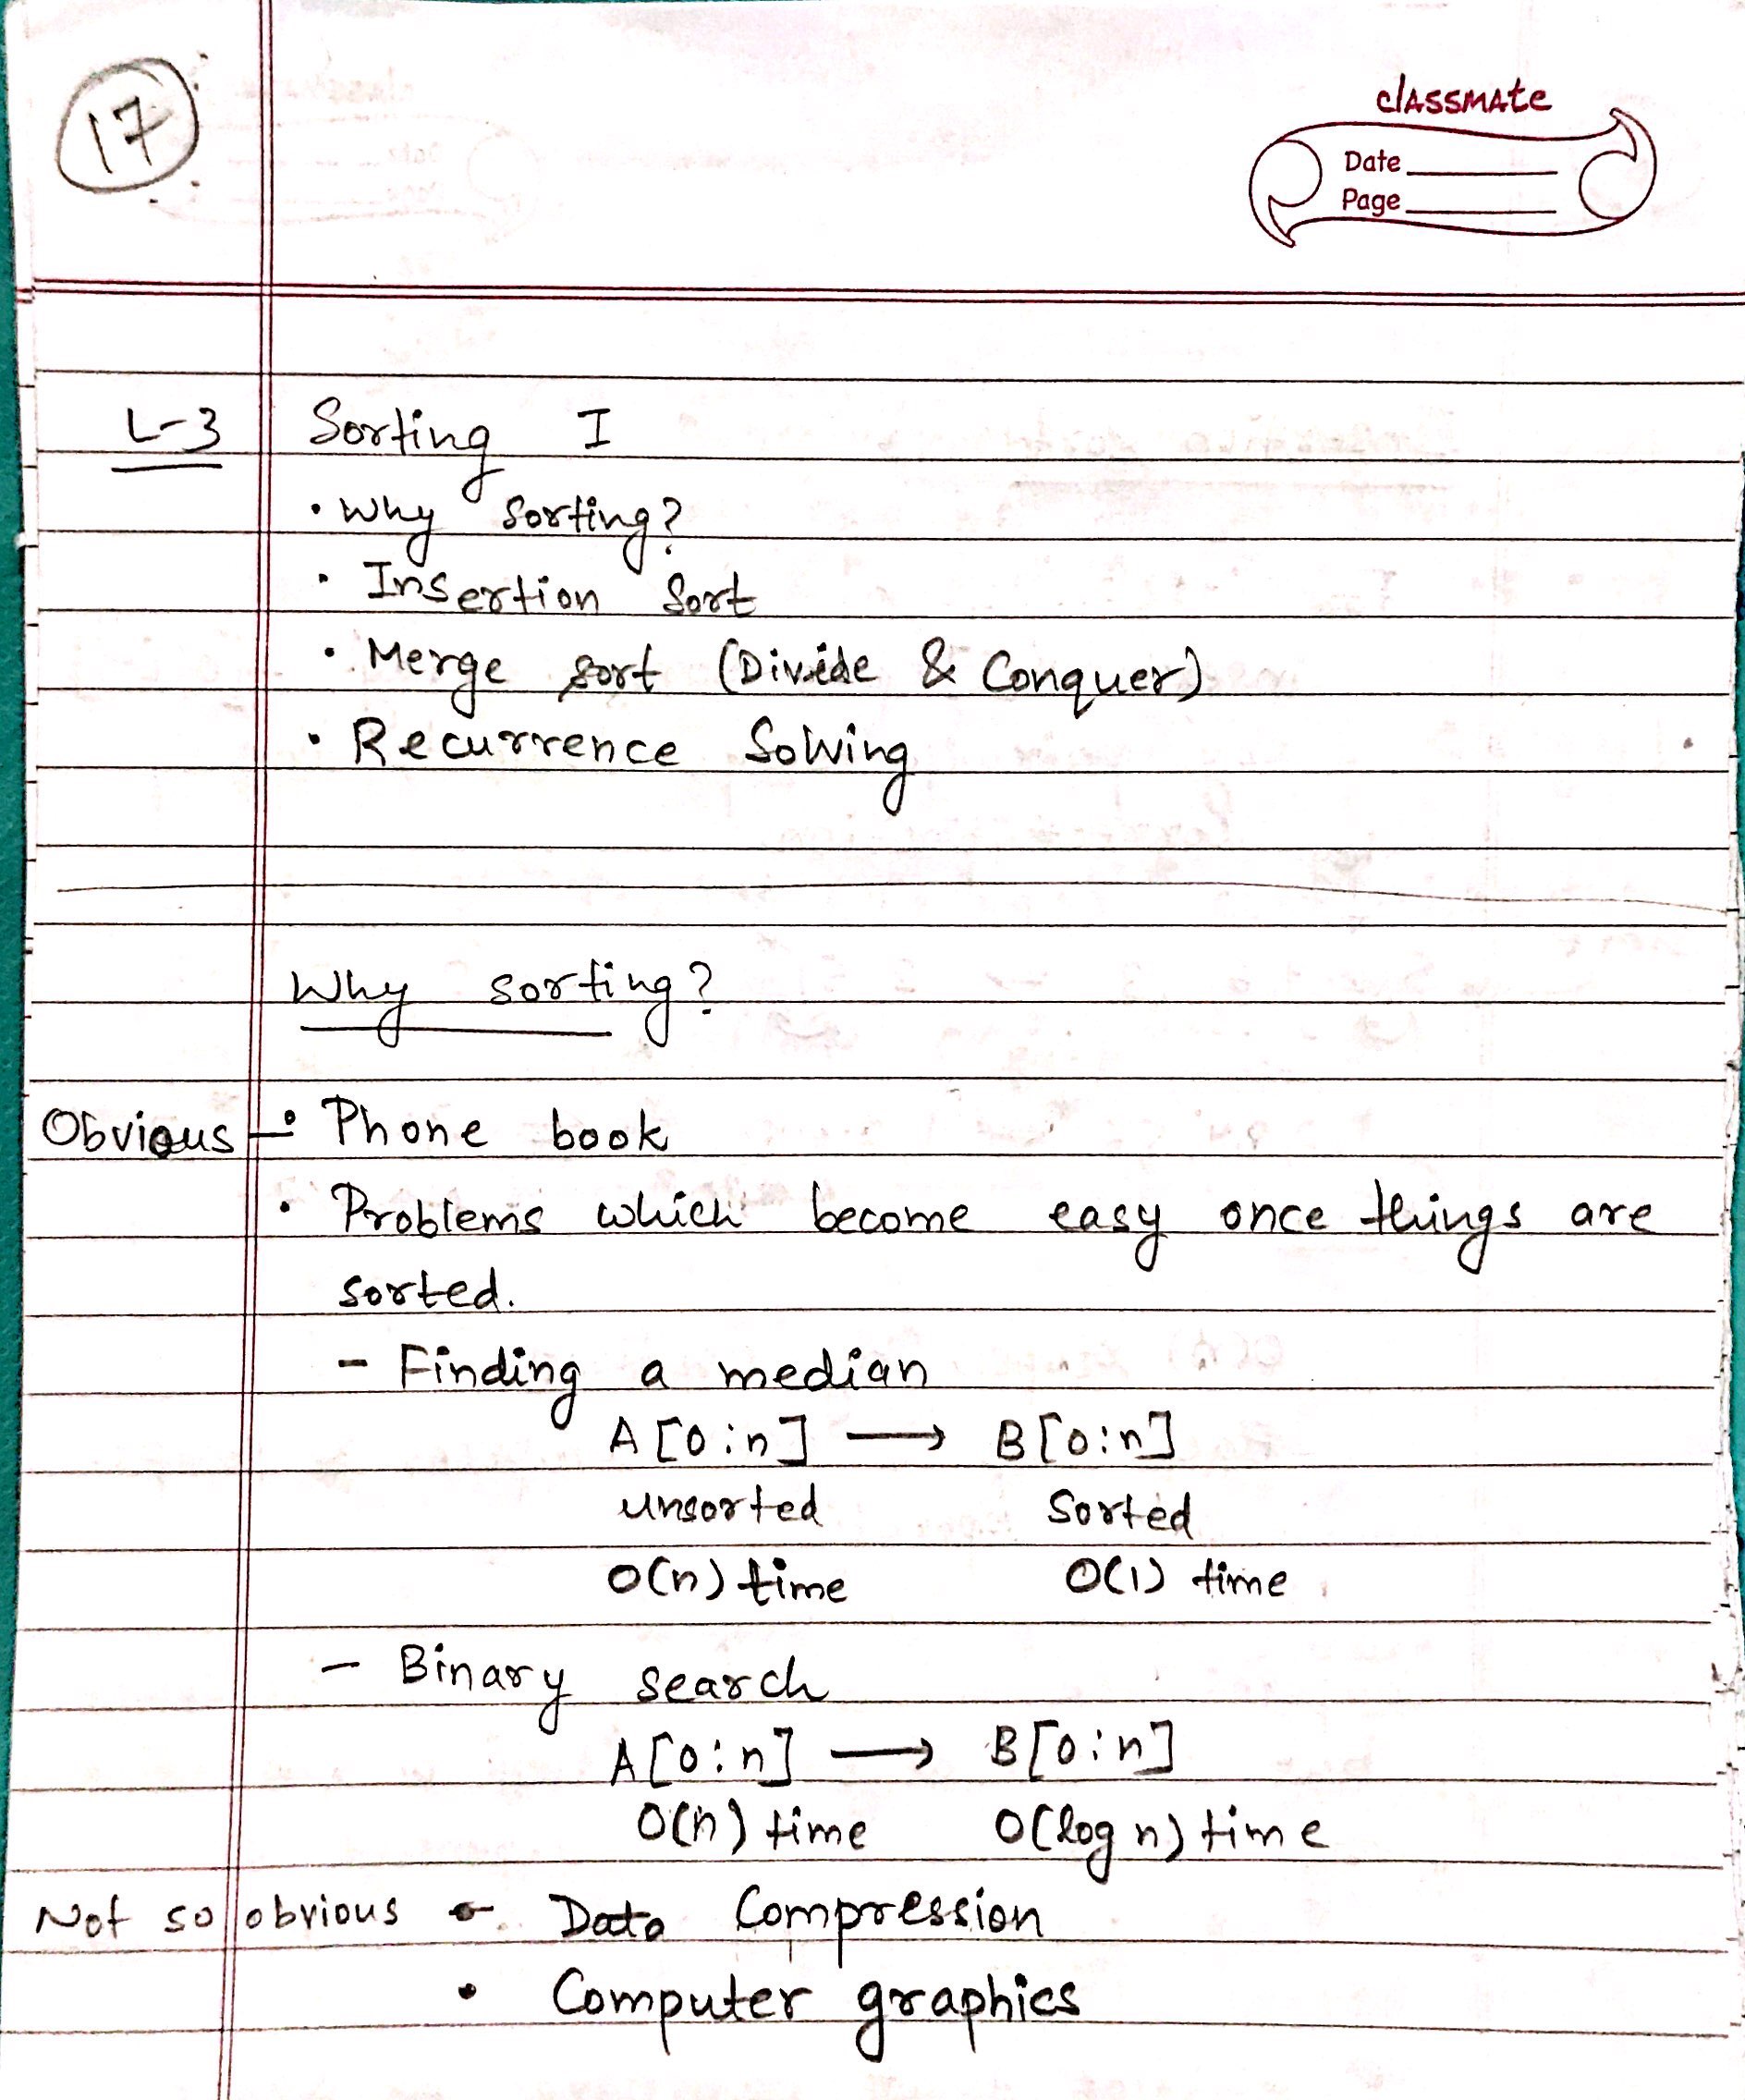 17
classmate
Date
Page
L-3 Sorting I
• Why Sorting?
• Insertion Sort
• Merge sort (Divide & Conquer)
• Recurrence Solving
Why sorting?
Obvious - • Phone book
• Problems which become easy once things are
sorted.
- Finding a median
A[0:n] → B[0:n]
unsorted sorted
O(n) time O(1) time
- Binary search
A[0:n] → B[0:n]
O(n) time O(log n) time
Not so obvious - • Data Compression
• Computer graphics